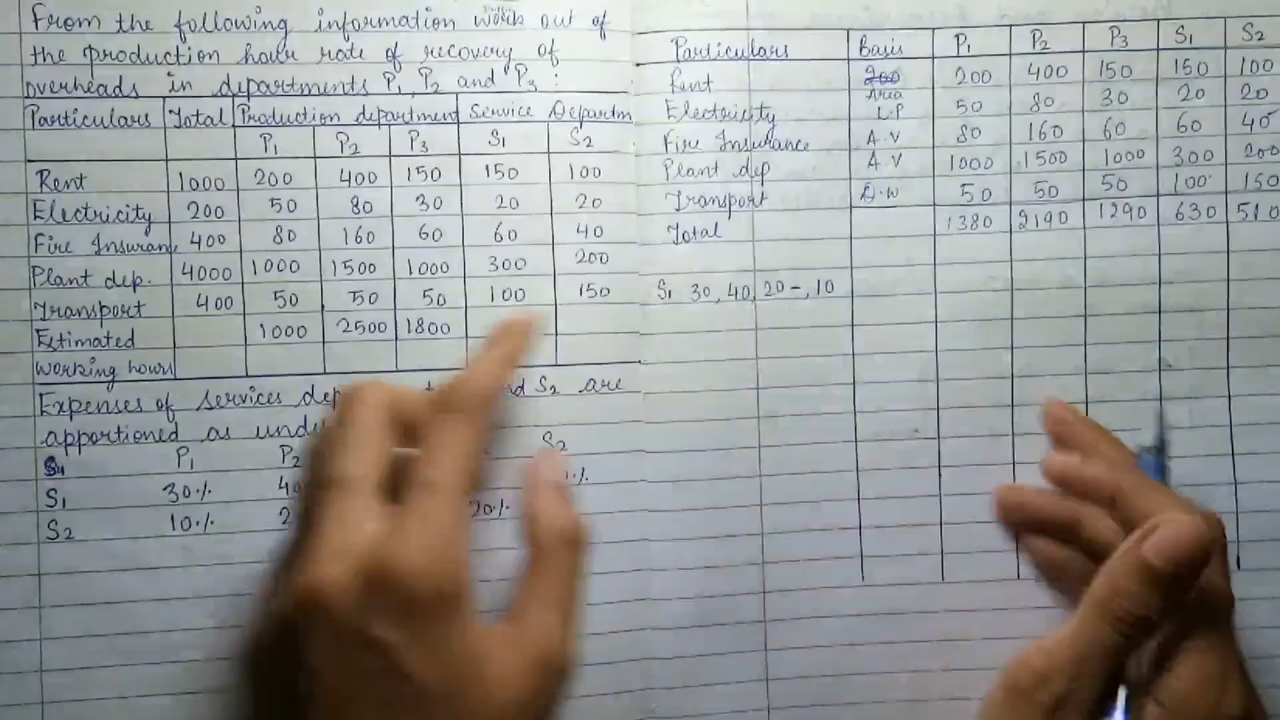 From the following information work out of
the production hour rate of recovery of
overheads in departments P1, P2 and P3 :
Particulars Total Production department Service Departm
P1 P2 P3 S1 S2
Rent 1000 200 400 150 150 100
Electricity 200 50 80 30 20 20
Fire Insuranc 400 80 160 60 60 40
Plant dep. 4000 1000 1500 1000 300 200
Transport 400 50 50 50 100 150
Estimated 1000 2500 1800
working hours
Expenses of services S2 are
apportioned as
P1 P2 S2
S1 30%
S2 10% 20%
Particulars Basis P1 P2 P3 S1 S2
Rent Area 200 400 150 150 100
Electricity L.P 50 80 30 20 20
Fire Insurance A.V 80 160 60 60 40
Plant dep A.V 1000 1500 1000 300 200
Transport 50 50 50 100 150
Total 1380 2190 1290 630 510
S1 30, 40, 20 -, 10